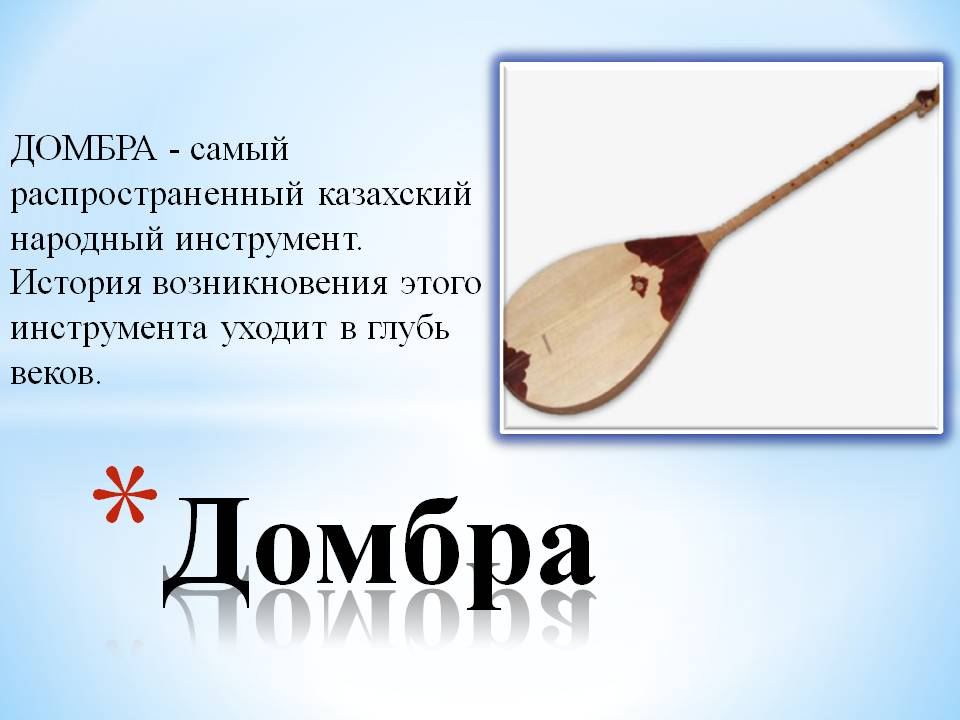 ДОМБРА - самый
распространенный казахский
народный инструмент.
История возникновения этого
инструмента уходит в глубь
веков.
* Домбра